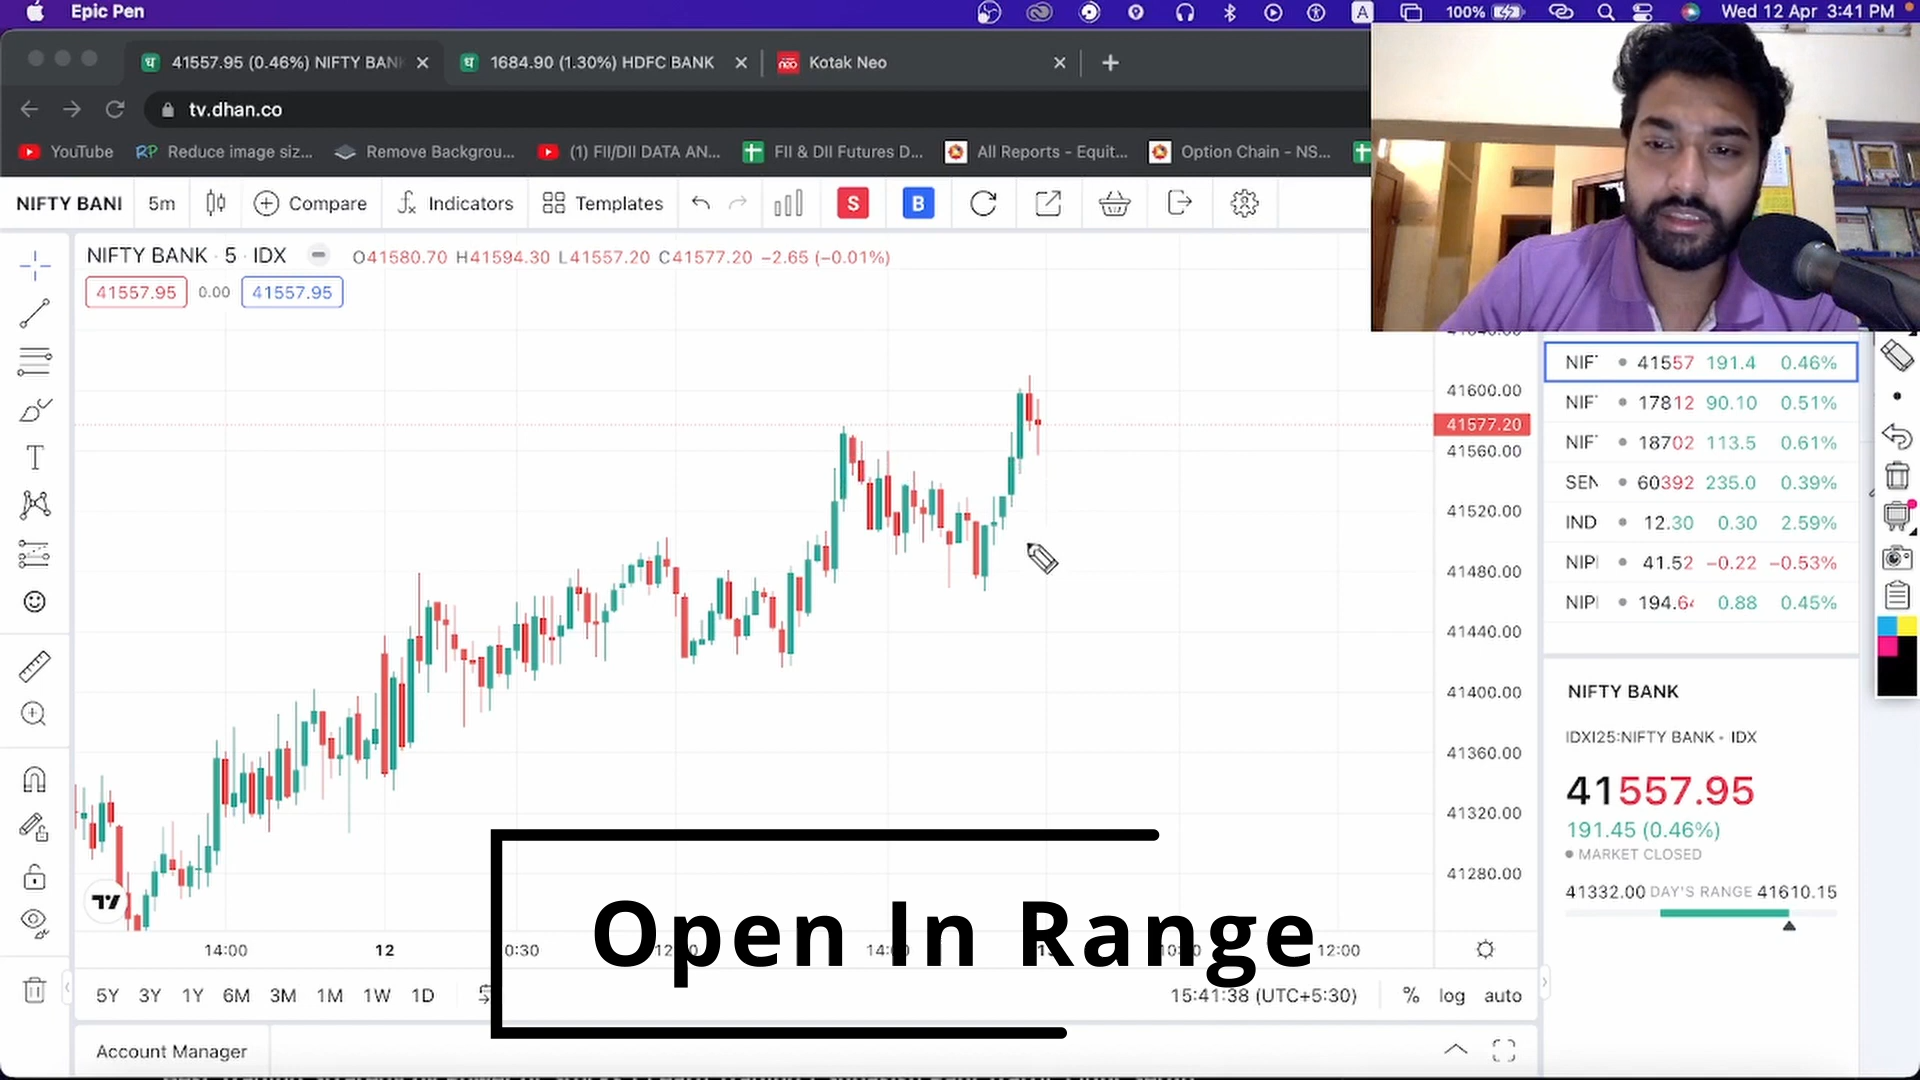 Epic Pen
A
100%
Wed 12 Apr 3:41 PM
41557.95 (0.46%) NIFTY BAN
1684.90 (1.30%) HDFC BANK
neo Kotak Neo
tv.dhan.co
YouTube
RP Reduce image siz...
Remove Backgrou...
(1) FII/DII DATA AN...
FII & DII Futures D...
All Reports - Equit...
Option Chain - NS...
NIFTY BANI
5m
Compare
Indicators
Templates
S
B
NIFTY BANK · 5 · IDX
O41580.70 H41594.30 L41557.20 C41577.20 −2.65 (−0.01%)
41557.95 0.00 41557.95
41600.00
41577.20
41560.00
41520.00
41480.00
41440.00
41400.00
41360.00
41320.00
41280.00
NIF 41557 191.4 0.46%
NIF 17812 90.10 0.51%
NIF 18702 113.5 0.61%
SEN 60392 235.0 0.39%
IND 12.30 0.30 2.59%
NIPI 41.52 −0.22 −0.53%
NIPI 194.64 0.88 0.45%
NIFTY BANK
IDXI25:NIFTY BANK - IDX
41557.95
191.45 (0.46%)
MARKET CLOSED
41332.00 DAY'S RANGE 41610.15
Open In Range
14:00 12 0:30 14:00 12:00
5Y 3Y 1Y 6M 3M 1M 1W 1D
15:41:38 (UTC+5:30)
% log auto
Account Manager